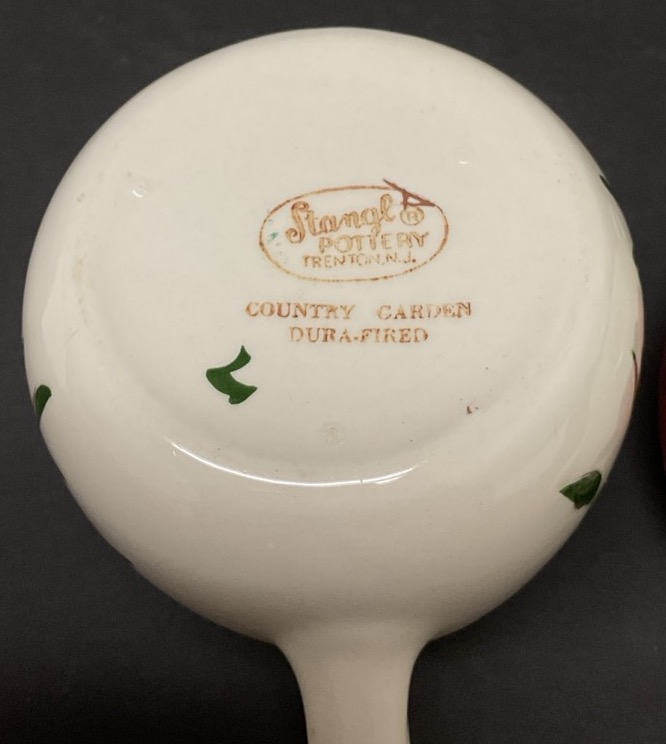 Stangl ®
POTTERY
TRENTON, N.J.
COUNTRY GARDEN
DURA-FIRED